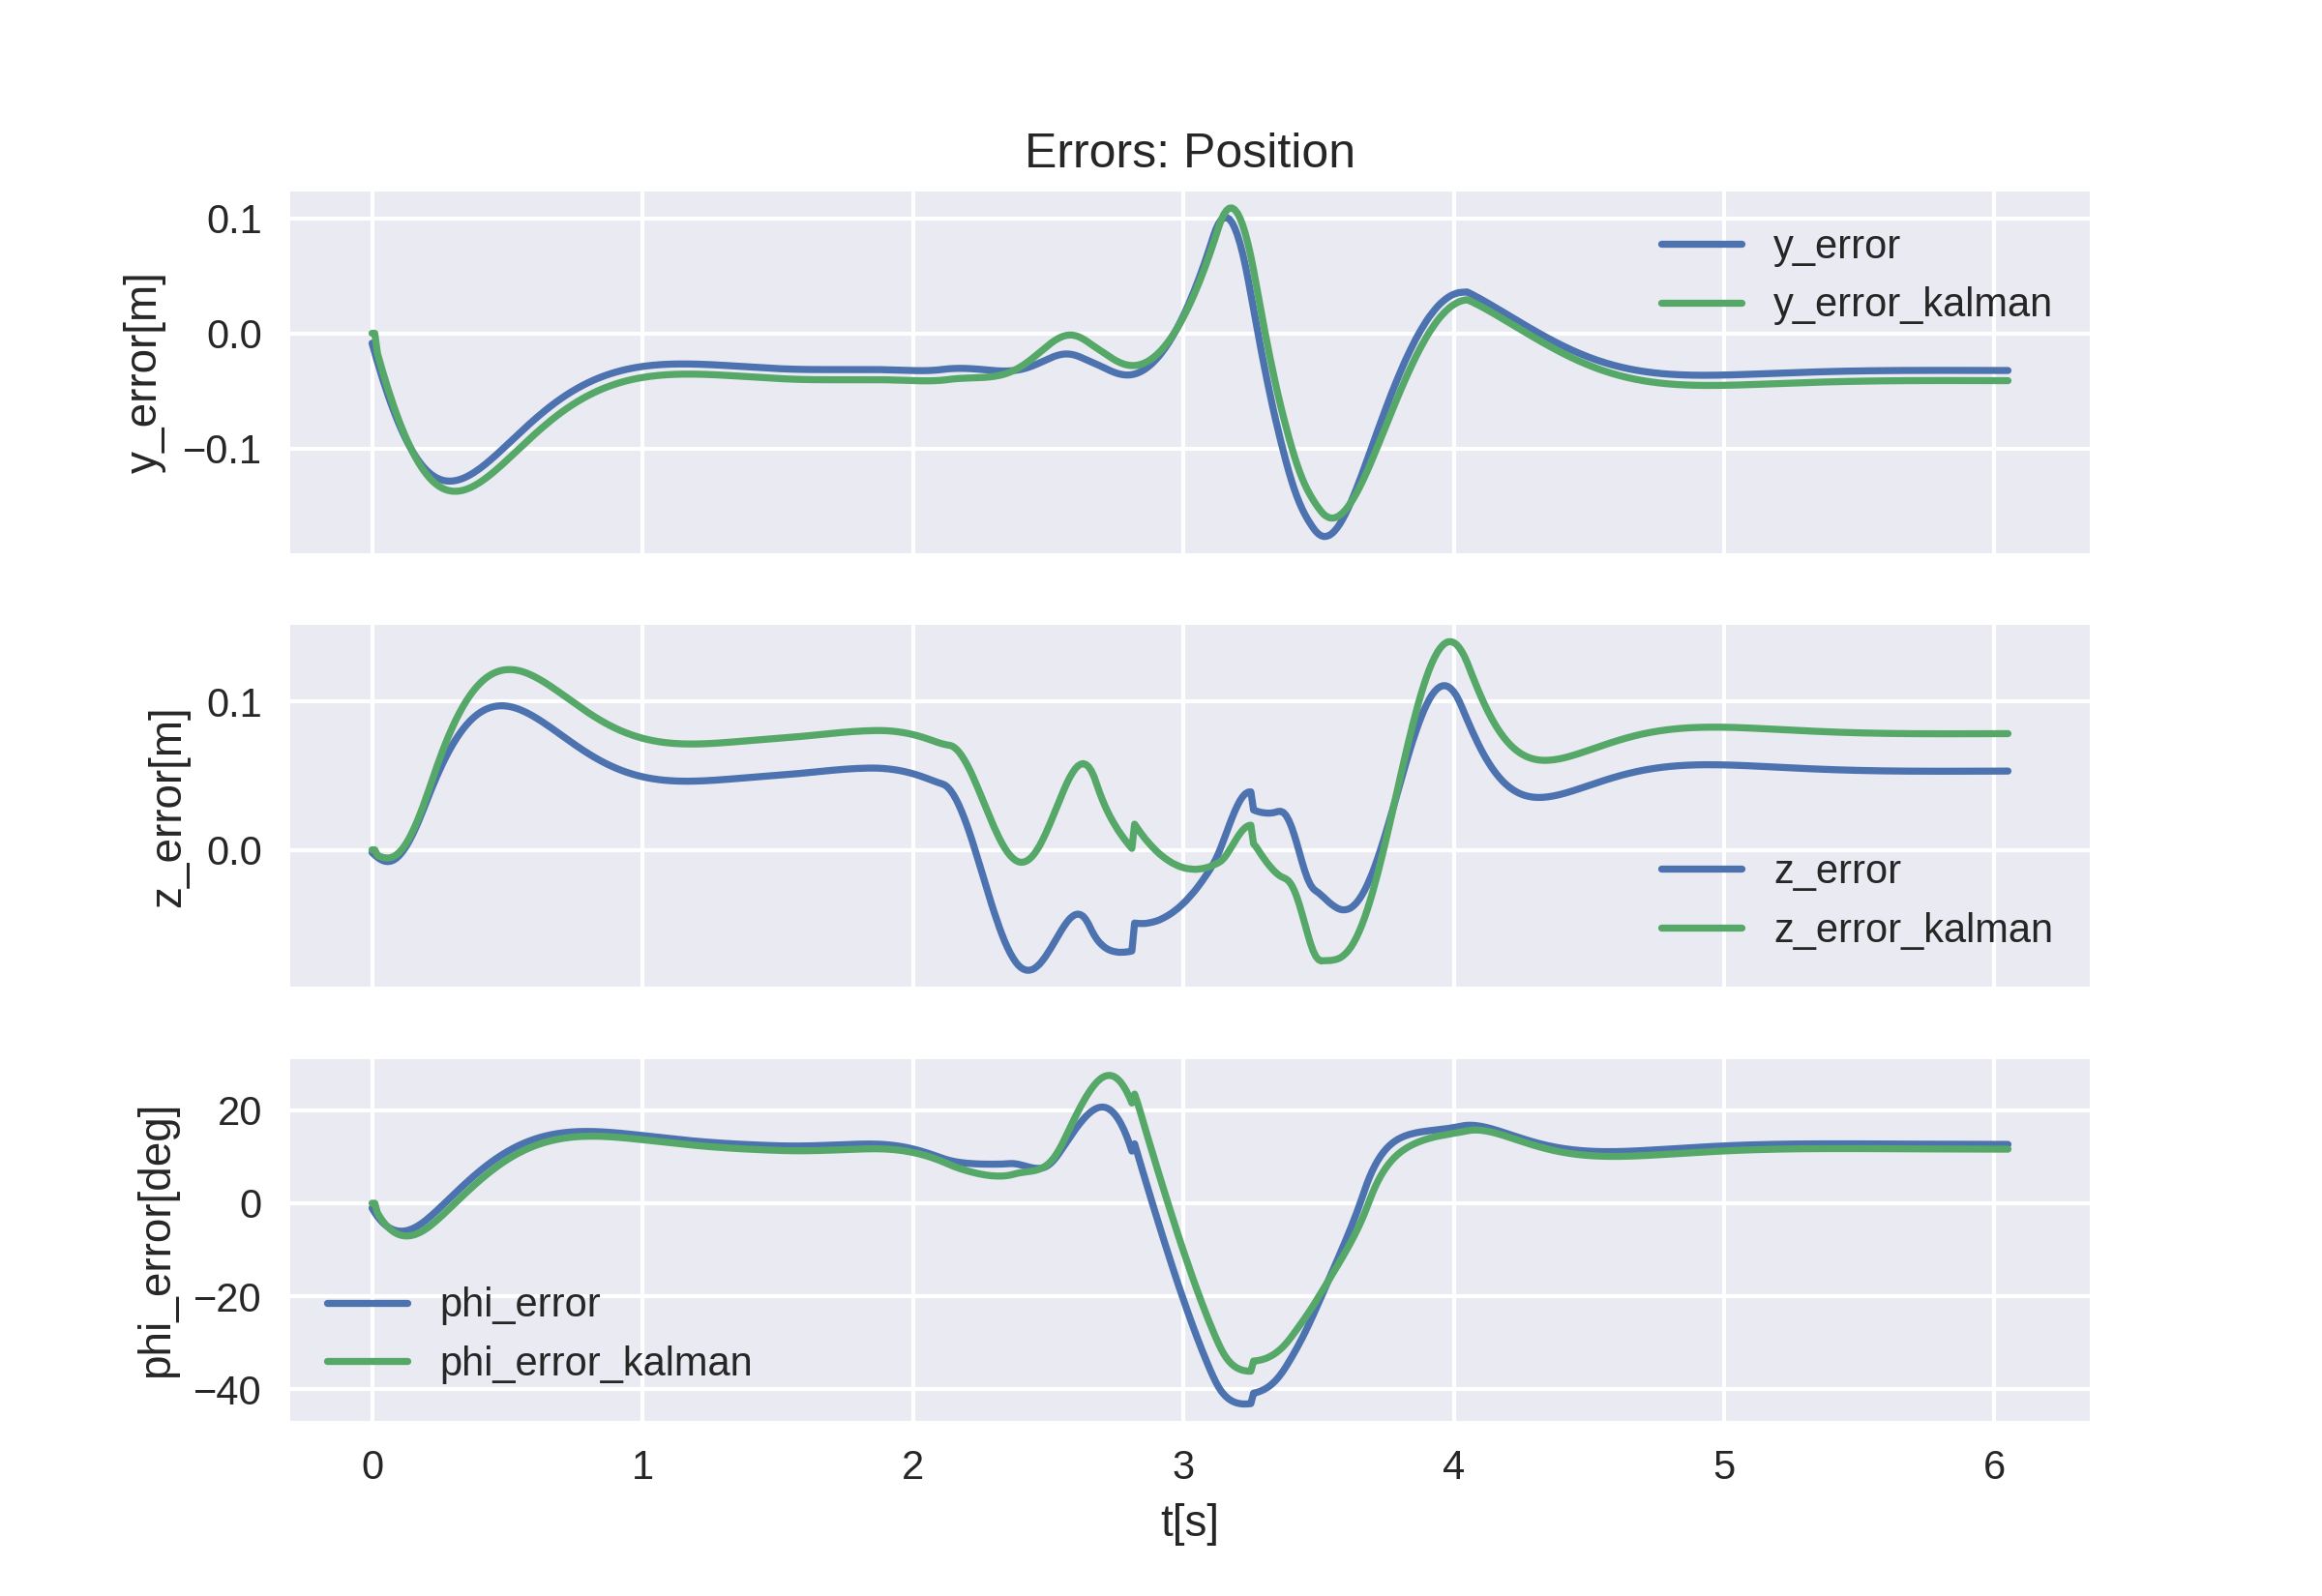 Errors: Position
y_error[m]
0.1
0.0
−0.1
y_error
y_error_kalman
z_error[m]
0.1
0.0
z_error
z_error_kalman
phi_error[deg]
20
0
−20
−40
phi_error
phi_error_kalman
0 1 2 3 4 5 6
t[s]